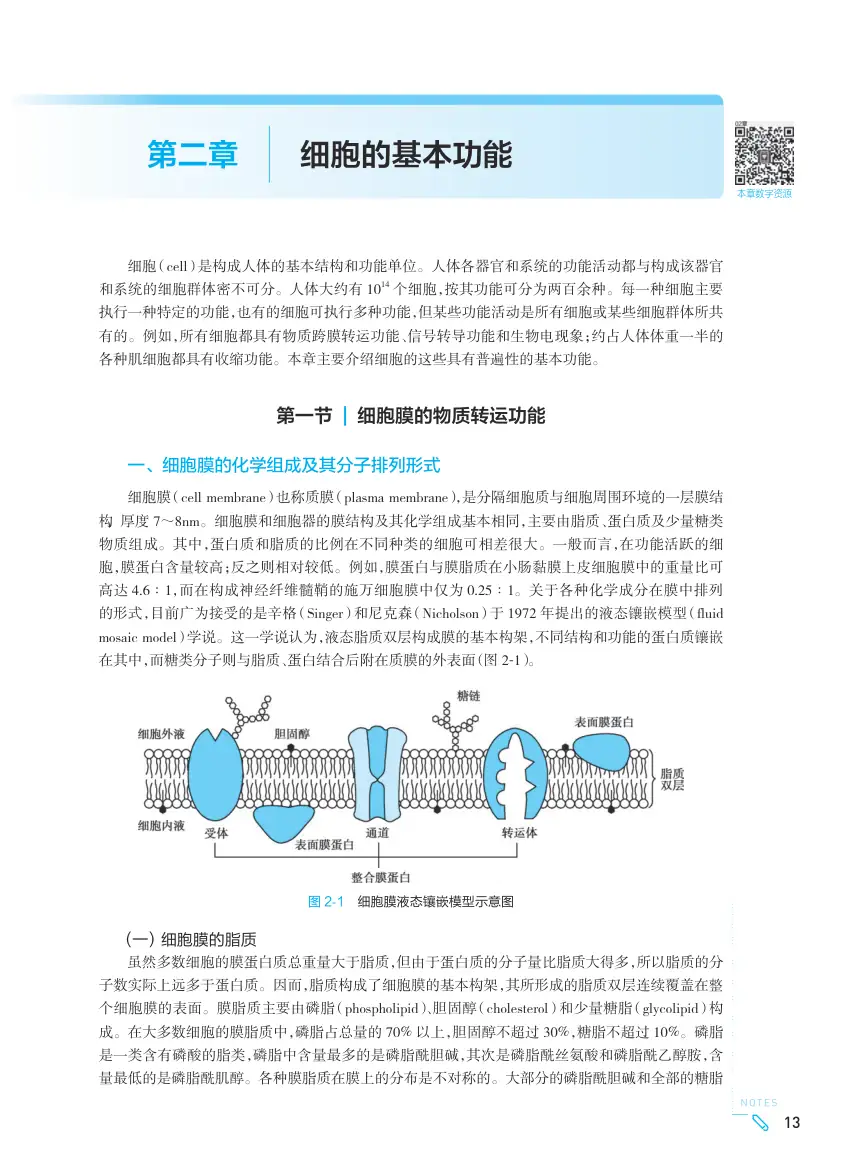 第二章 细胞的基本功能
02章
本章数字资源
细胞（cell）是构成人体的基本结构和功能单位。人体各器官和系统的功能活动都与构成该器官
和系统的细胞群体密不可分。人体大约有 10¹⁴ 个细胞，按其功能可分为两百余种。每一种细胞主要
执行一种特定的功能，也有的细胞可执行多种功能，但某些功能活动是所有细胞或某些细胞群体所共
有的。例如，所有细胞都具有物质跨膜转运功能、信号转导功能和生物电现象；约占人体体重一半的
各种肌细胞都具有收缩功能。本章主要介绍细胞的这些具有普遍性的基本功能。
第一节 | 细胞膜的物质转运功能
一、细胞膜的化学组成及其分子排列形式
细胞膜（cell membrane）也称质膜（plasma membrane），是分隔细胞质与细胞周围环境的一层膜结
构，厚度 7～8nm。细胞膜和细胞器的膜结构及其化学组成基本相同，主要由脂质、蛋白质及少量糖类
物质组成。其中，蛋白质和脂质的比例在不同种类的细胞可相差很大。一般而言，在功能活跃的细
胞，膜蛋白含量较高；反之则相对较低。例如，膜蛋白与膜脂质在小肠黏膜上皮细胞膜中的重量比可
高达 4.6∶1，而在构成神经纤维髓鞘的施万细胞膜中仅为 0.25∶1。关于各种化学成分在膜中排列
的形式，目前广为接受的是辛格（Singer）和尼克森（Nicholson）于 1972 年提出的液态镶嵌模型（fluid
mosaic model）学说。这一学说认为，液态脂质双层构成膜的基本构架，不同结构和功能的蛋白质镶嵌
在其中，而糖类分子则与脂质、蛋白结合后附在质膜的外表面（图 2-1）。
糖链
表面膜蛋白
细胞外液
胆固醇
脂质
双层
细胞内液
受体
表面膜蛋白
通道
转运体
整合膜蛋白
图 2-1 细胞膜液态镶嵌模型示意图
（一）细胞膜的脂质
虽然多数细胞的膜蛋白质总重量大于脂质，但由于蛋白质的分子量比脂质大得多，所以脂质的分
子数实际上远多于蛋白质。因而，脂质构成了细胞膜的基本构架，其所形成的脂质双层连续覆盖在整
个细胞膜的表面。膜脂质主要由磷脂（phospholipid）、胆固醇（cholesterol）和少量糖脂（glycolipid）构
成。在大多数细胞的膜脂质中，磷脂占总量的 70% 以上，胆固醇不超过 30%，糖脂不超过 10%。磷脂
是一类含有磷酸的脂类，磷脂中含量最多的是磷脂酰胆碱，其次是磷脂酰丝氨酸和磷脂酰乙醇胺，含
量最低的是磷脂酰肌醇。各种膜脂质在膜上的分布是不对称的。大部分的磷脂酰胆碱和全部的糖脂
NOTES
13